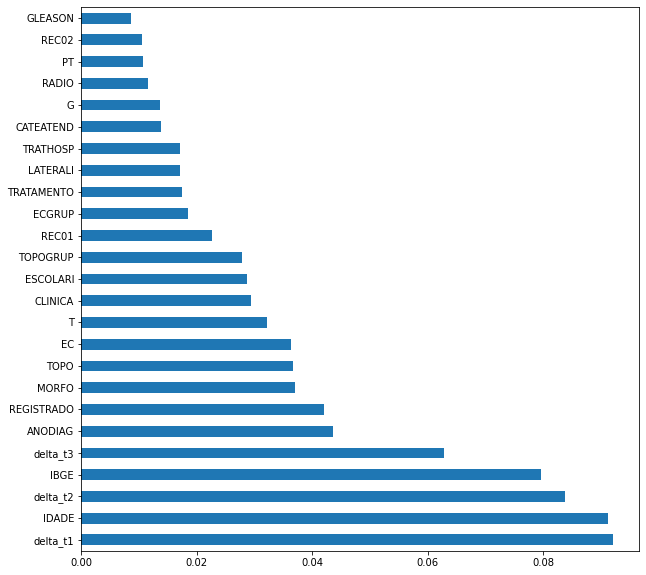 GLEASON
REC02
PT
RADIO
G
CATEATEND
TRATHOSP
LATERALI
TRATAMENTO
ECGRUP
REC01
TOPOGRUP
ESCOLARI
CLINICA
T
EC
TOPO
MORFO
REGISTRADO
ANODIAG
delta_t3
IBGE
delta_t2
IDADE
delta_t1
0.00 0.02 0.04 0.06 0.08